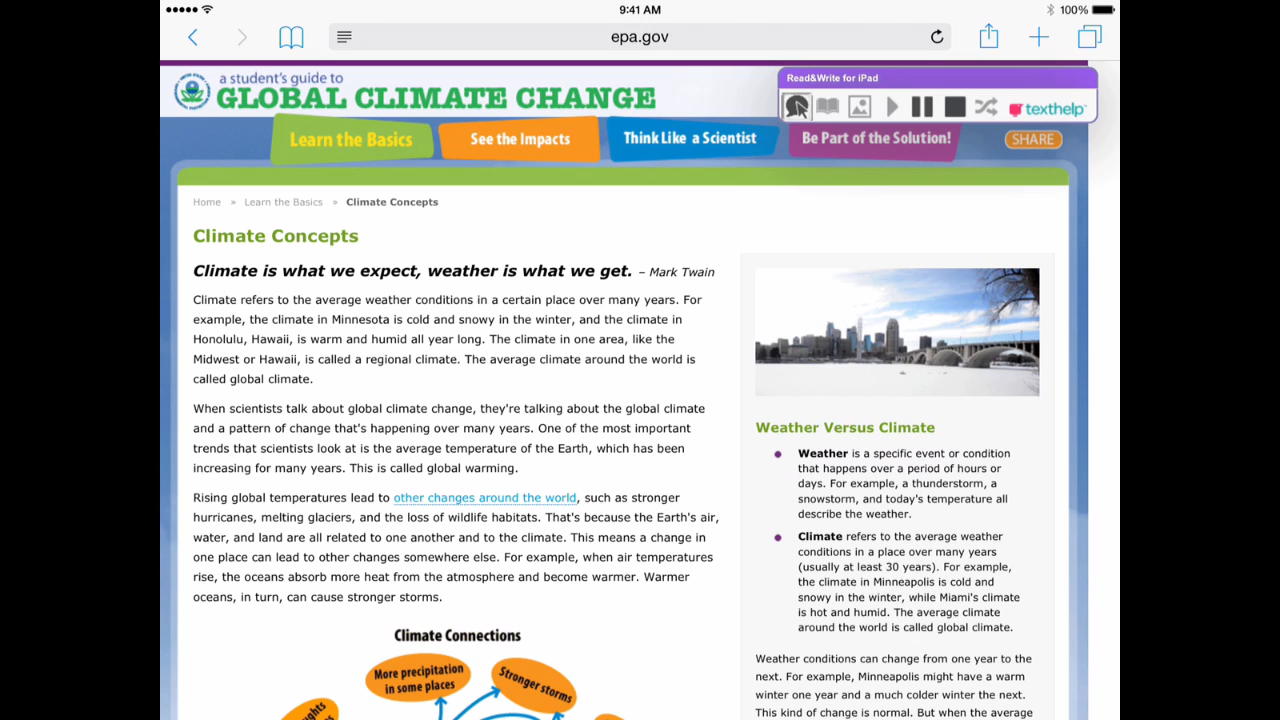 9:41 AM
100%
epa.gov
a student's guide to
GLOBAL CLIMATE CHANGE
Read&Write for iPad
texthelp
Learn the Basics
See the Impacts
Think Like a Scientist
Be Part of the Solution!
SHARE
Home » Learn the Basics » Climate Concepts
Climate Concepts
Climate is what we expect, weather is what we get. – Mark Twain
Climate refers to the average weather conditions in a certain place over many years. For
example, the climate in Minnesota is cold and snowy in the winter, and the climate in
Honolulu, Hawaii, is warm and humid all year long. The climate in one area, like the
Midwest or Hawaii, is called a regional climate. The average climate around the world is
called global climate.
When scientists talk about global climate change, they're talking about the global climate
and a pattern of change that's happening over many years. One of the most important
trends that scientists look at is the average temperature of the Earth, which has been
increasing for many years. This is called global warming.
Rising global temperatures lead to other changes around the world, such as stronger
hurricanes, melting glaciers, and the loss of wildlife habitats. That's because the Earth's air,
water, and land are all related to one another and to the climate. This means a change in
one place can lead to other changes somewhere else. For example, when air temperatures
rise, the oceans absorb more heat from the atmosphere and become warmer. Warmer
oceans, in turn, can cause stronger storms.
Climate Connections
More precipitation
in some places
Stronger storms
Weather Versus Climate
Weather is a specific event or condition
that happens over a period of hours or
days. For example, a thunderstorm, a
snowstorm, and today's temperature all
describe the weather.
Climate refers to the average weather
conditions in a place over many years
(usually at least 30 years). For example,
the climate in Minneapolis is cold and
snowy in the winter, while Miami's climate
is hot and humid. The average climate
around the world is called global climate.
Weather conditions can change from one year to the
next. For example, Minneapolis might have a warm
winter one year and a much colder winter the next.
This kind of change is normal. But when the average